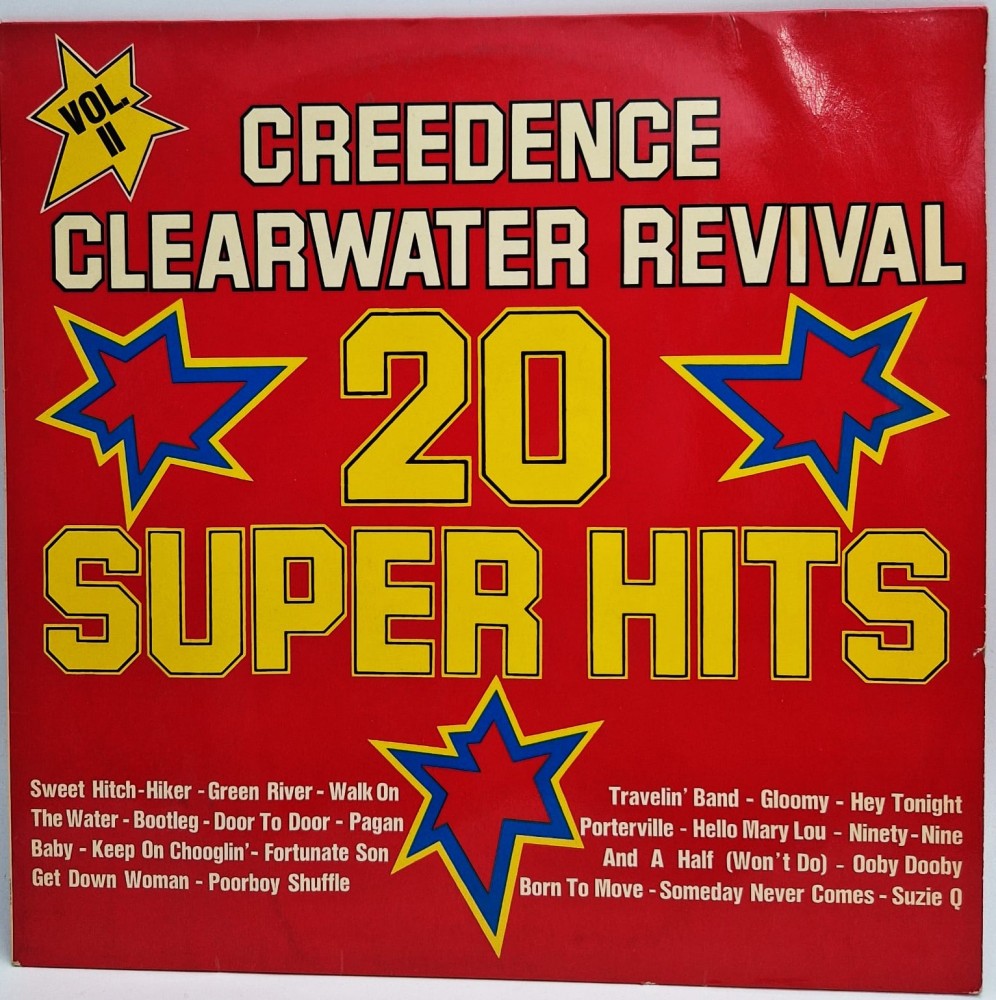 VOL.
II
CREEDENCE
CLEARWATER REVIVAL
20
SUPER HITS
Sweet Hitch-Hiker - Green River - Walk On
The Water - Bootleg - Door To Door - Pagan
Baby - Keep On Chooglin' - Fortunate Son
Get Down Woman - Poorboy Shuffle
Travelin' Band - Gloomy - Hey Tonight
Porterville - Hello Mary Lou - Ninety-Nine
And A Half (Won't Do) - Ooby Dooby
Born To Move - Someday Never Comes - Suzie Q